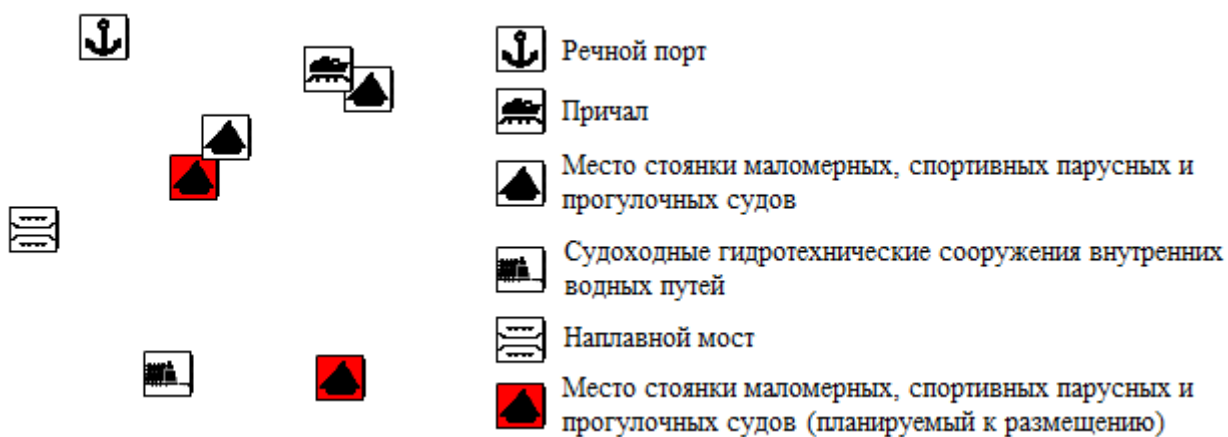 Речной порт
Причал
Место стоянки маломерных, спортивных парусных и
прогулочных судов
Судоходные гидротехнические сооружения внутренних
водных путей
Наплавной мост
Место стоянки маломерных, спортивных парусных и
прогулочных судов (планируемый к размещению)